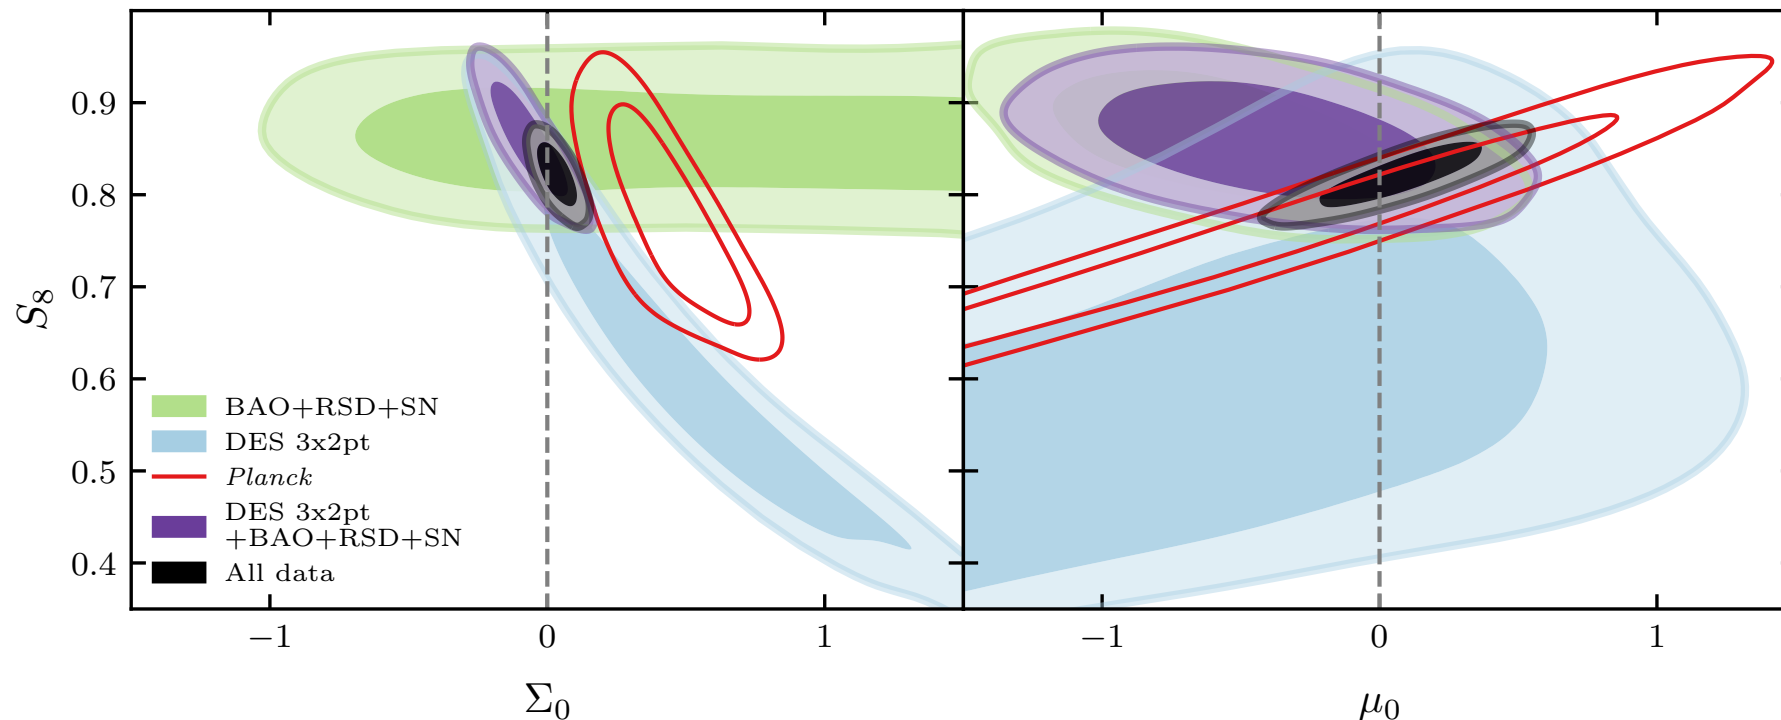 0.9
0.8
0.7
0.6
0.5
0.4
S₈
BAO+RSD+SN
DES 3x2pt
Planck
DES 3x2pt
+BAO+RSD+SN
All data
−1 0 1 −1 0 1
Σ₀ μ₀